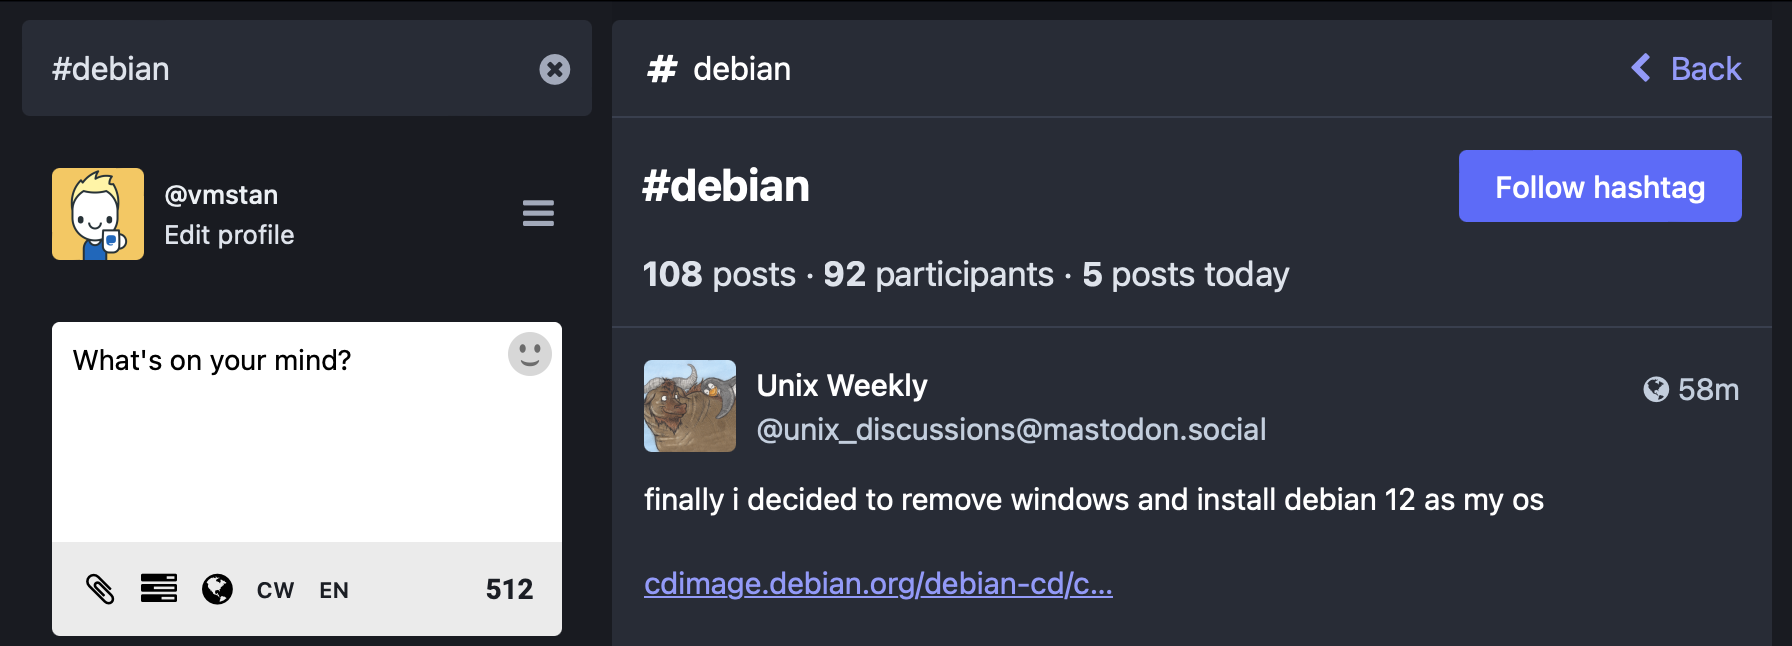 #debian
@vmstan
Edit profile
What's on your mind?
CW EN 512
# debian
Back
#debian
Follow hashtag
108 posts · 92 participants · 5 posts today
Unix Weekly
58m
@unix_discussions@mastodon.social
finally i decided to remove windows and install debian 12 as my os
cdimage.debian.org/debian-cd/c...